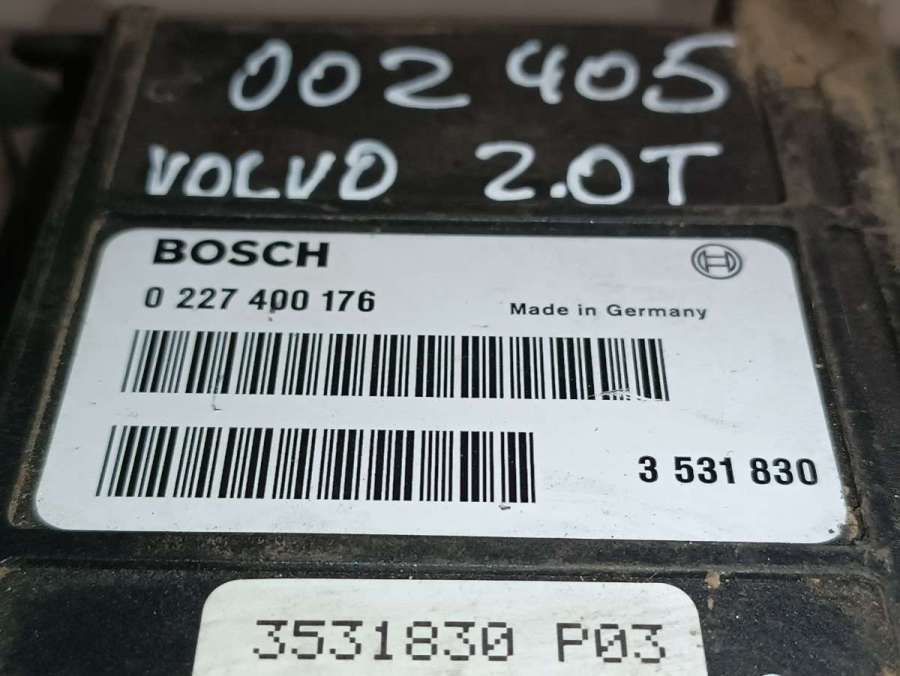 002405
VOLVO 2.0T
BOSCH
0 227 400 176
Made in Germany
3 531 830
3531830 P03